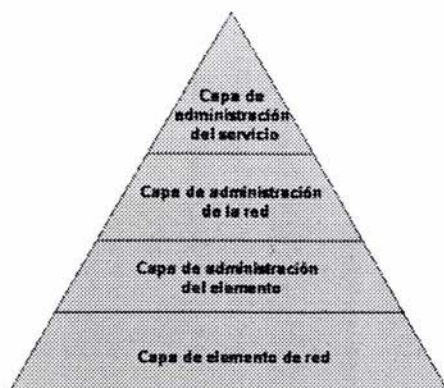 Capa de
administración
del servicio
Capa de administración
de la red
Capa de administración
del elemento
Capa de elemento de red